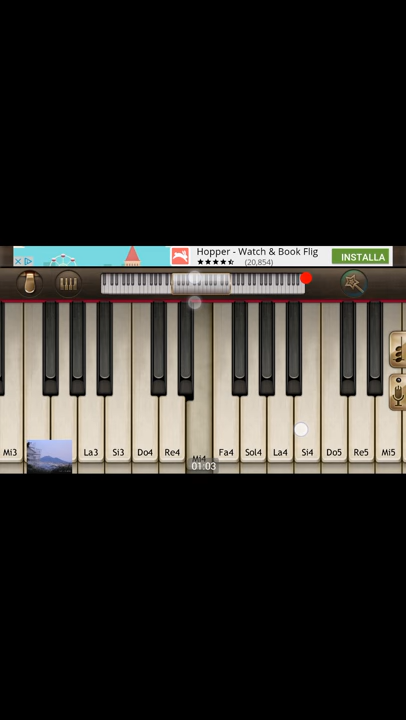 Hopper - Watch & Book Flig
(20,854)
INSTALLA
Mi3 La3 Si3 Do4 Re4 Mi4 Fa4 Sol4 La4 Si4 Do5 Re5 Mi5
01:03